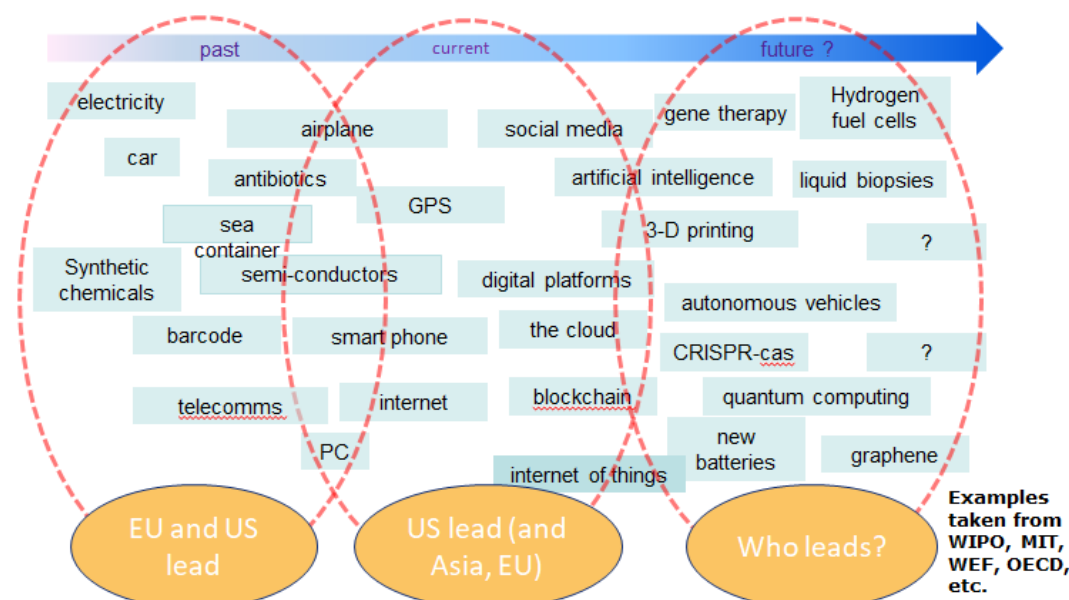 past
current
future ?
electricity
airplane
social media
gene therapy
Hydrogen
fuel cells
car
antibiotics
artificial intelligence
liquid biopsies
GPS
sea
container
3-D printing
?
Synthetic
chemicals
semi-conductors
digital platforms
autonomous vehicles
barcode
smart phone
the cloud
CRISPR-cas
?
telecomms
internet
blockchain
quantum computing
PC
new
batteries
graphene
internet of things
EU and US
lead
US lead (and
Asia, EU)
Who leads?
Examples
taken from
WIPO, MIT,
WEF, OECD,
etc.